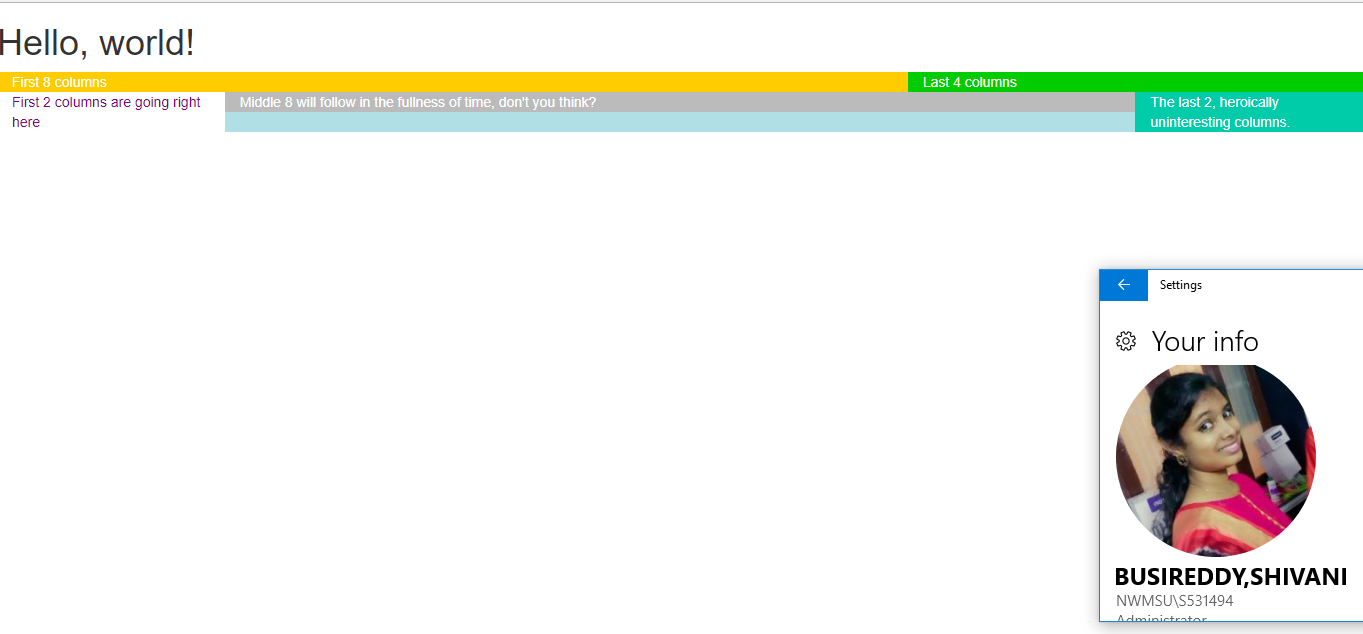 Hello, world!
First 8 columns
Last 4 columns
First 2 columns are going right
here
Middle 8 will follow in the fullness of time, don't you think?
The last 2, heroically
uninteresting columns.
Settings
Your info
BUSIREDDY,SHIVANI
NWMSU\S531494
Administrator